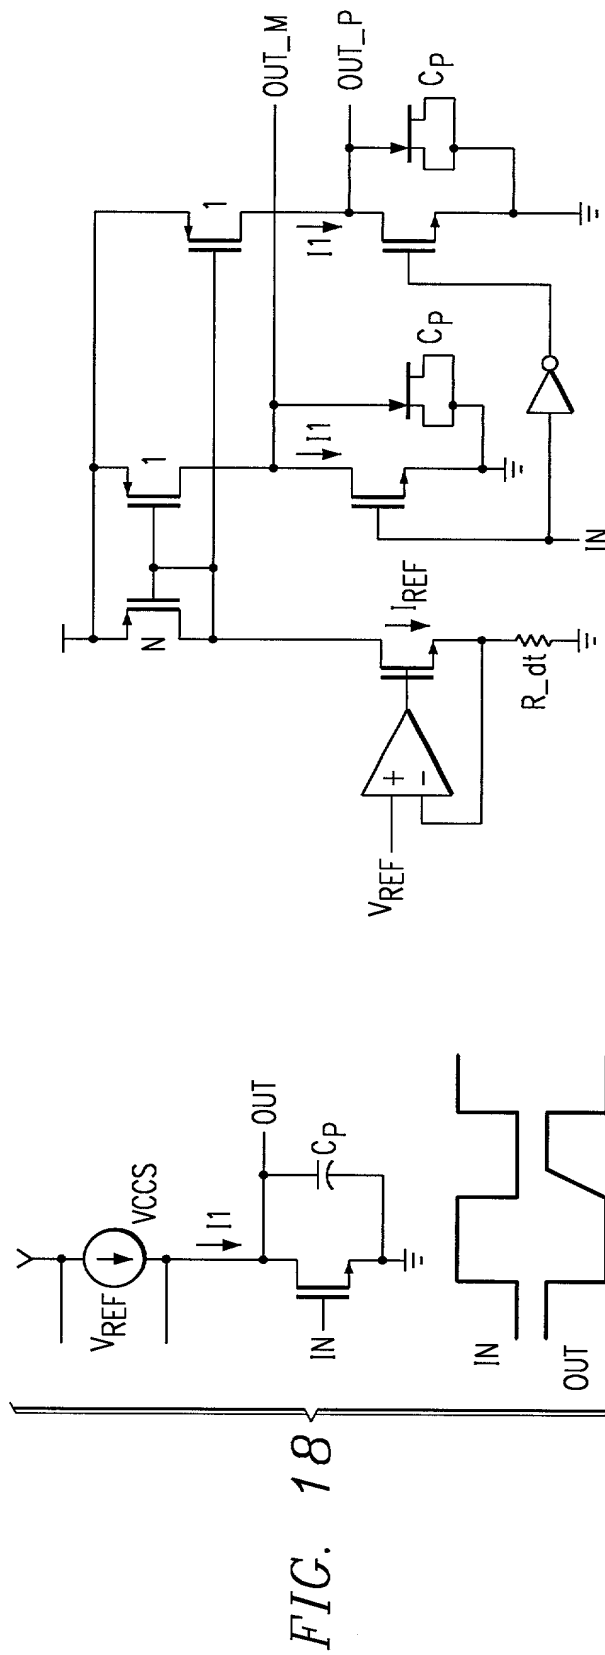 FIG. 18
V_REF
VCCS
I1
OUT
C_P
IN
IN
OUT
V_REF
+
-
N
I_REF
R_dt
1
I1
C_P
IN
1
I1
C_P
OUT_M
OUT_P